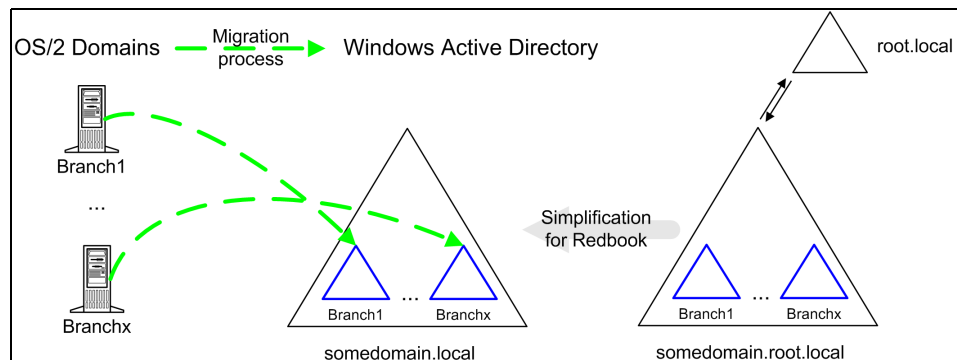 OS/2 Domains
Migration
process
Windows Active Directory
root.local
Branch1
...
Branchx
Simplification
for Redbook
Branch1
...
Branchx
somedomain.local
Branch1
...
Branchx
somedomain.root.local